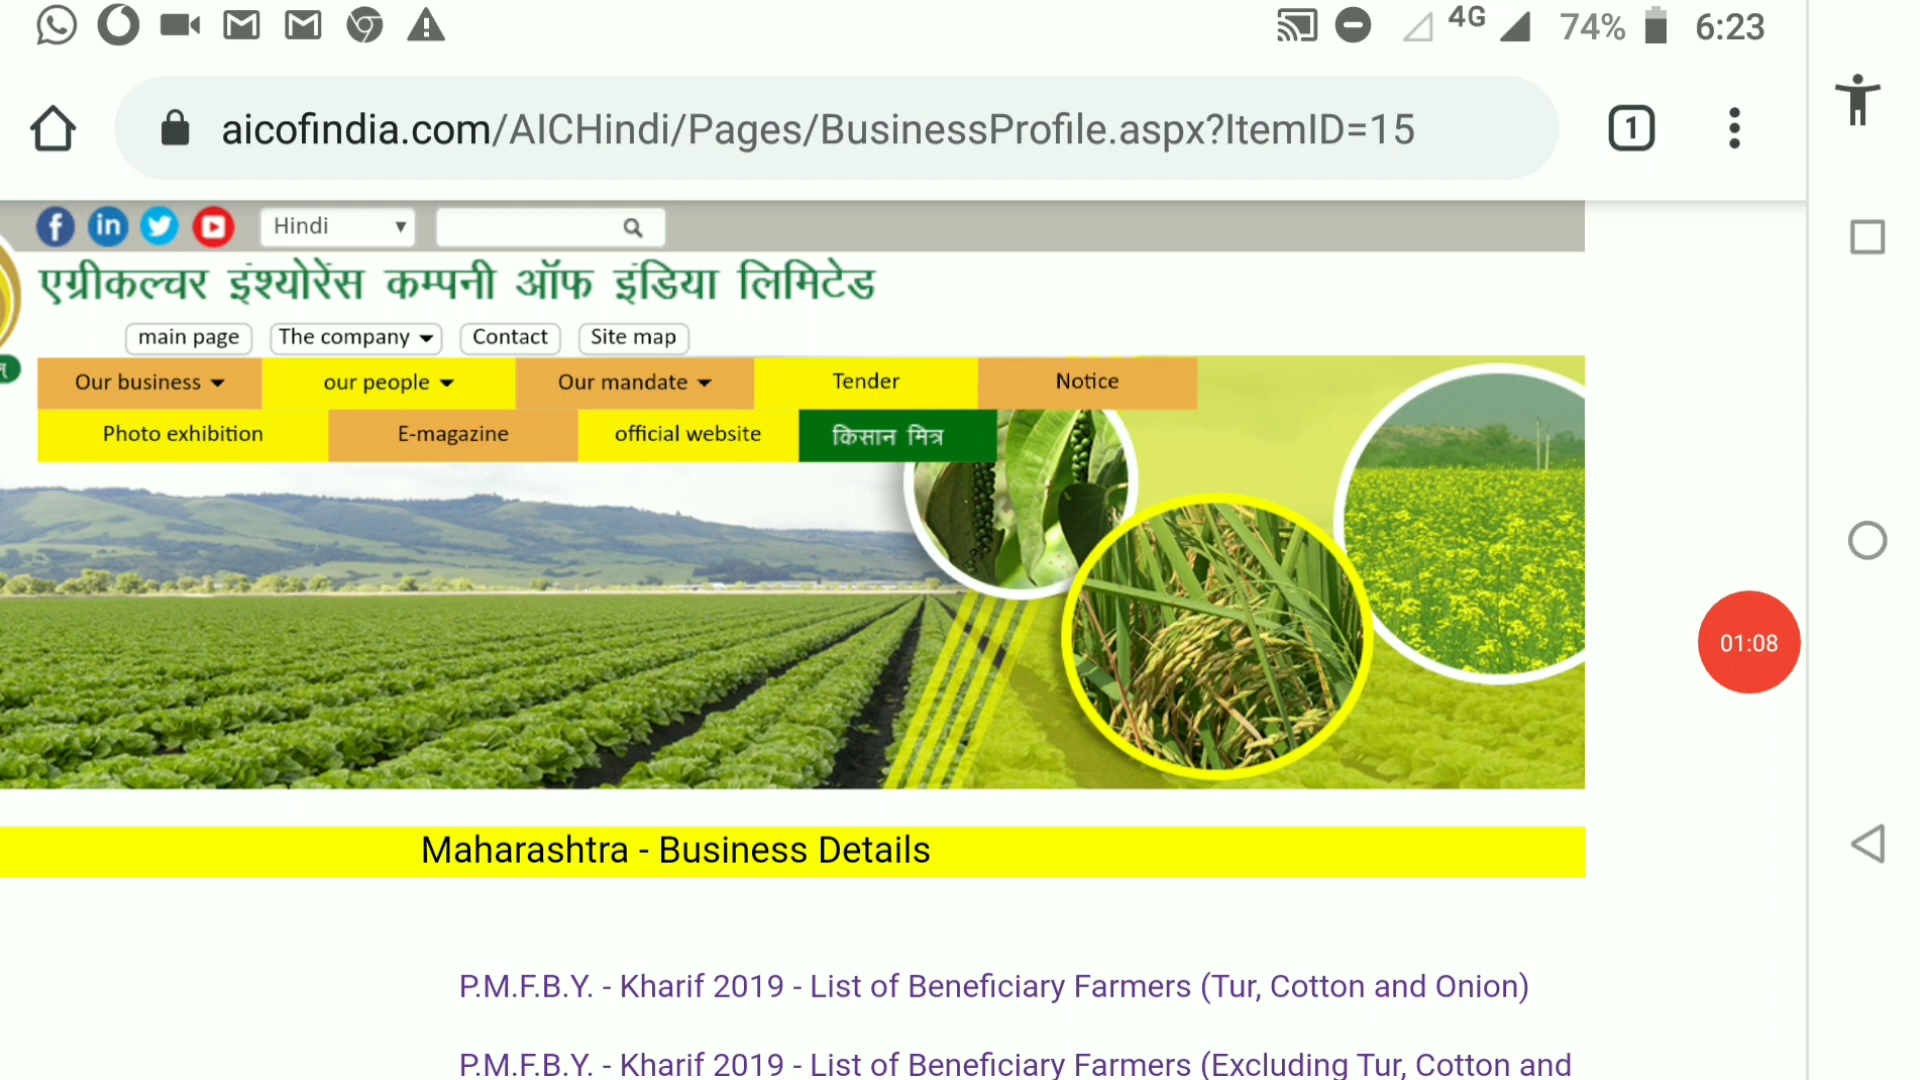 4G 74% 6:23
aicofindia.com/AICHindi/Pages/BusinessProfile.aspx?ItemID=15 1
f in Hindi
एग्रीकल्चर इंश्योरेंस कम्पनी ऑफ इंडिया लिमिटेड
main page The company Contact Site map
Our business our people Our mandate Tender Notice
Photo exhibition E-magazine official website किसान मित्र
01:08
Maharashtra - Business Details
P.M.F.B.Y. - Kharif 2019 - List of Beneficiary Farmers (Tur, Cotton and Onion)
P.M.F.B.Y. - Kharif 2019 - List of Beneficiary Farmers (Excluding Tur, Cotton and